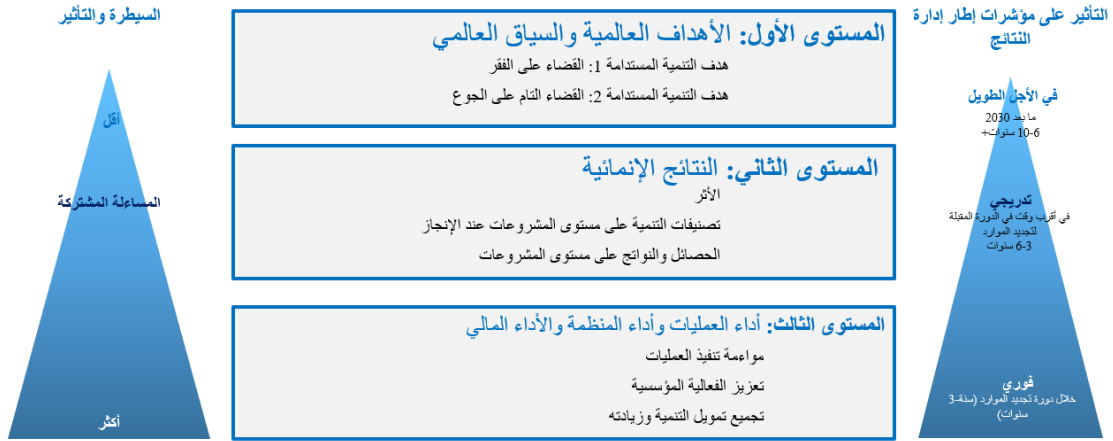 التأثير على مؤشرات إطار إدارة
النتائج
في الأجل الطويل
ما بعد 2030
6-10 سنوات+
تدريجي
في أقرب وقت في الدورة المقبلة
لتجديد الموارد
3-6 سنوات
فوري
خلال دورة تجديد الموارد (سنة-3
سنوات)
المستوى الأول: الأهداف العالمية والسياق العالمي
هدف التنمية المستدامة 1: القضاء على الفقر
هدف التنمية المستدامة 2: القضاء التام على الجوع
المستوى الثاني: النتائج الإنمائية
الأثر
تصنيفات التنمية على مستوى المشروعات عند الإنجاز
الحصائل والنواتج على مستوى المشروعات
المستوى الثالث: أداء العمليات وأداء المنظمة والأداء المالي
مواءمة تنفيذ العمليات
تعزيز الفعالية المؤسسية
تجميع تمويل التنمية وزيادته
السيطرة والتأثير
أقل
المساءلة المشتركة
أكثر